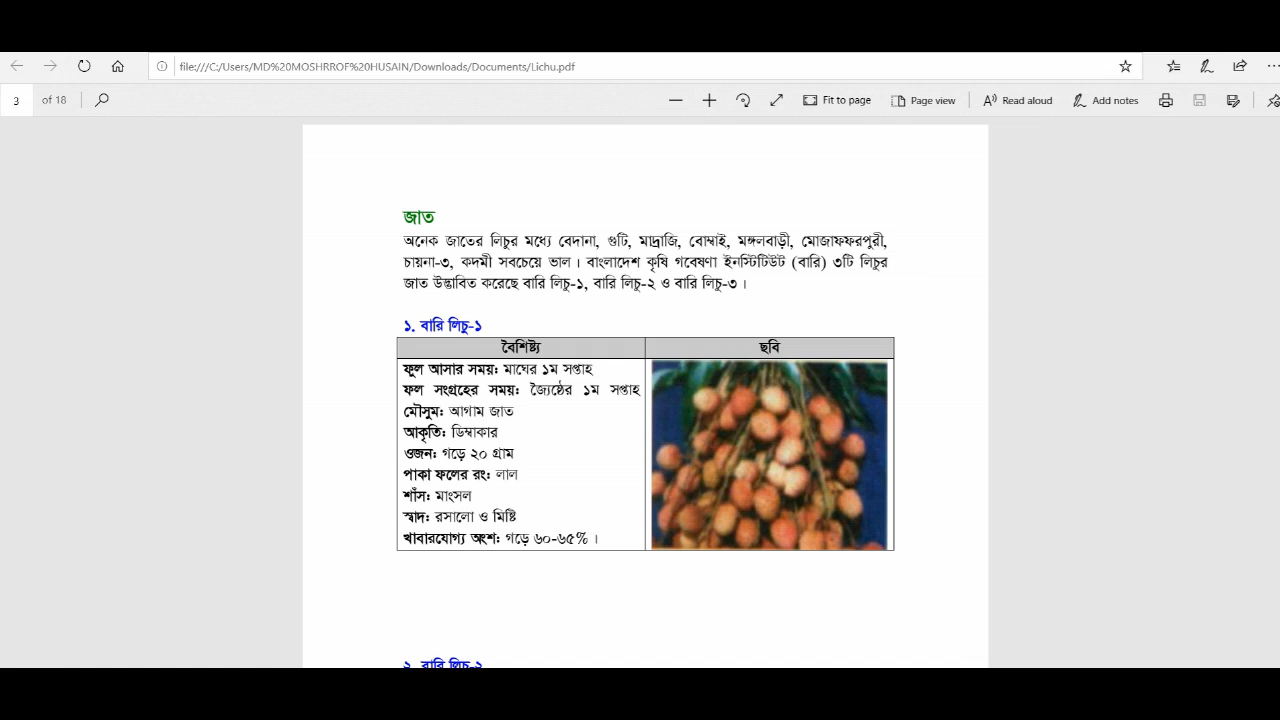 file:///C:/Users/MD%20MOSHRROF%20HUSAIN/Downloads/Documents/Lichu.pdf
3 of 18 Fit to page Page view Read aloud Add notes
জাত
অনেক জাতের লিচুর মধ্যে বেদানা, গুটি, মাদ্রাজি, বোম্বাই, মঙ্গলবাড়ী, মোজাফফরপুরী,
চায়না-৩, কদমী সবচেয়ে ভাল। বাংলাদেশ কৃষি গবেষণা ইনস্টিটিউট (বারি) ৩টি লিচুর
জাত উদ্ভাবিত করেছে বারি লিচু-১, বারি লিচু-২ ও বারি লিচু-৩।
১. বারি লিচু-১
বৈশিষ্ট্য ছবি
ফুল আসার সময়: মাঘের ১ম সপ্তাহ
ফল সংগ্রহের সময়: জ্যৈষ্ঠের ১ম সপ্তাহ
মৌসুম: আগাম জাত
আকৃতি: ডিম্বাকার
ওজন: গড়ে ২০ গ্রাম
পাকা ফলের রং: লাল
শাঁস: মাংসল
স্বাদ: রসালো ও মিষ্টি
খাবারযোগ্য অংশ: গড়ে ৬০-৬৫%।
২. বারি লিচু-২